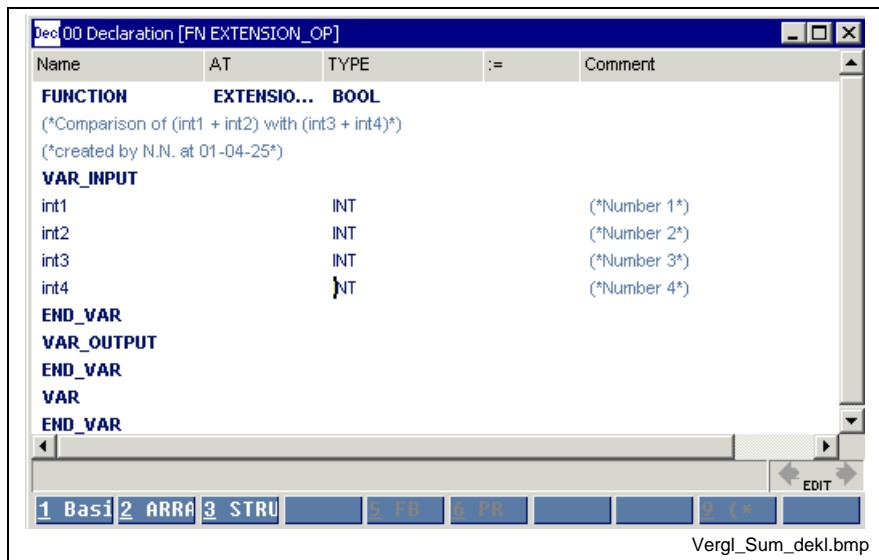 Decl 00 Declaration [FN EXTENSION_OP]
Name AT TYPE := Comment
FUNCTION EXTENSIO... BOOL
(*Comparison of (int1 + int2) with (int3 + int4)*)
(*created by N.N. at 01-04-25*)
VAR_INPUT
int1 INT (*Number 1*)
int2 INT (*Number 2*)
int3 INT (*Number 3*)
int4 INT (*Number 4*)
END_VAR
VAR_OUTPUT
END_VAR
VAR
END_VAR
EDIT
1 Basi 2 ARRA 3 STRU 5 FB 6 PR 9 (*
Vergl_Sum_dekl.bmp